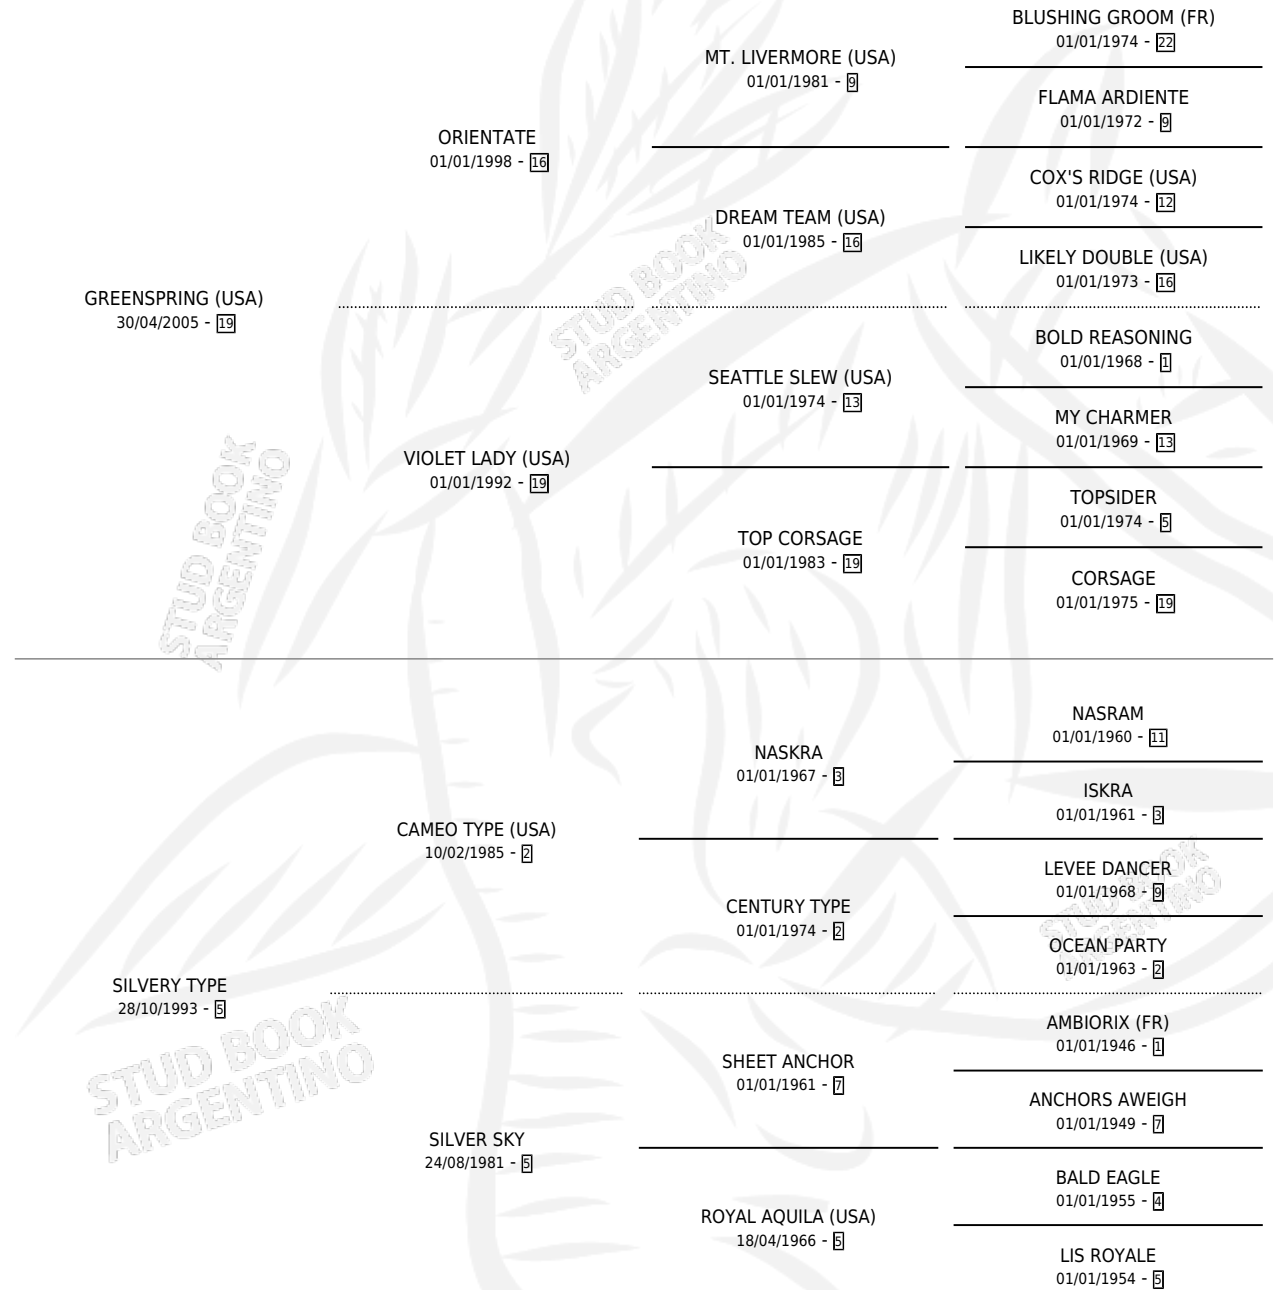 BLUSHING GROOM (FR)
01/01/1974 - 22
MT. LIVERMORE (USA)
01/01/1981 - 9
FLAMA ARDIENTE
01/01/1972 - 9
ORIENTATE
01/01/1998 - 16
COX'S RIDGE (USA)
01/01/1974 - 12
DREAM TEAM (USA)
01/01/1985 - 16
LIKELY DOUBLE (USA)
01/01/1973 - 16
GREENSPRING (USA)
30/04/2005 - 19
STUD BOOK
ARGENTINO
BOLD REASONING
01/01/1968 - 1
SEATTLE SLEW (USA)
01/01/1974 - 13
MY CHARMER
01/01/1969 - 13
VIOLET LADY (USA)
01/01/1992 - 19
TOPSIDER
01/01/1974 - 5
TOP CORSAGE
01/01/1983 - 19
CORSAGE
01/01/1975 - 19
STUD BOOK
ARGENTINO
NASRAM
01/01/1960 - 11
NASKRA
01/01/1967 - 3
ISKRA
01/01/1961 - 3
CAMEO TYPE (USA)
10/02/1985 - 2
LEVEE DANCER
01/01/1968 - 9
CENTURY TYPE
01/01/1974 - 2
OCEAN PARTY
01/01/1963 - 2
STUD BOOK
ARGENTINO
SILVERY TYPE
28/10/1993 - 5
AMBIORIX (FR)
01/01/1946 - 1
SHEET ANCHOR
01/01/1961 - 7
ANCHORS AWEIGH
01/01/1949 - 7
STUD BOOK
ARGENTINO
SILVER SKY
24/08/1981 - 5
BALD EAGLE
01/01/1955 - 4
ROYAL AQUILA (USA)
18/04/1966 - 5
LIS ROYALE
01/01/1954 - 5